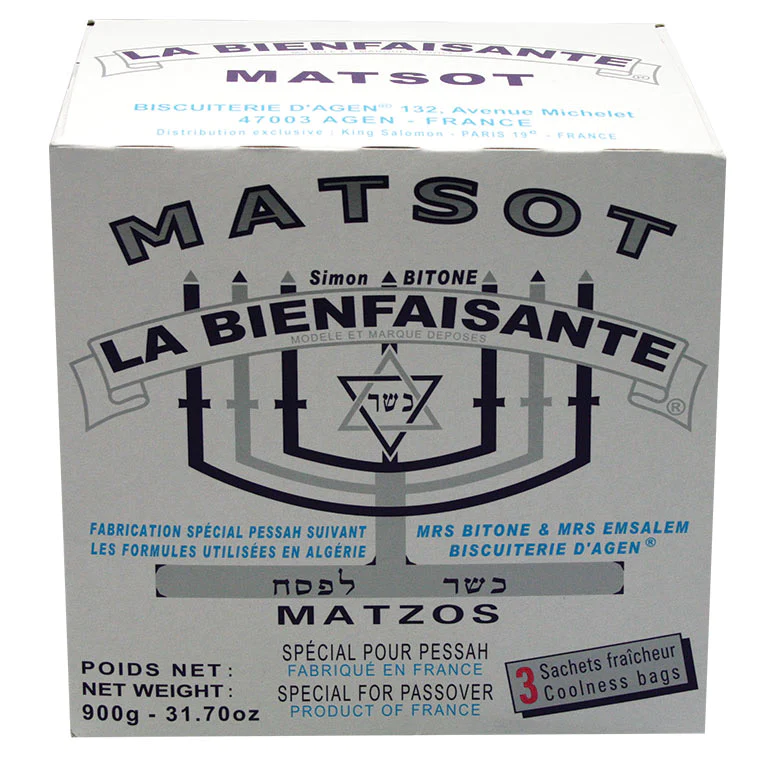 LA BIENFAISANTE
MATSOT
BISCUITERIE D'AGEN® 132, Avenue Michelet
47003 AGEN - FRANCE
Distribution exclusive : King Salomon - PARIS 19e - FRANCE
MATSOT
Simon BITONE
LA BIENFAISANTE
MODELE ET MARQUE DEPOSES
®
כשר
FABRICATION SPÉCIAL PESSAH SUIVANT
LES FORMULES UTILISÉES EN ALGÉRIE
MRS BITONE & MRS EMSALEM
BISCUITERIE D'AGEN®
כשר לפסח
MATZOS
POIDS NET :
NET WEIGHT :
900g - 31.70oz
SPÉCIAL POUR PESSAH
FABRIQUÉ EN FRANCE
SPECIAL FOR PASSOVER
PRODUCT OF FRANCE
3 Sachets fraîcheur
Coolness bags